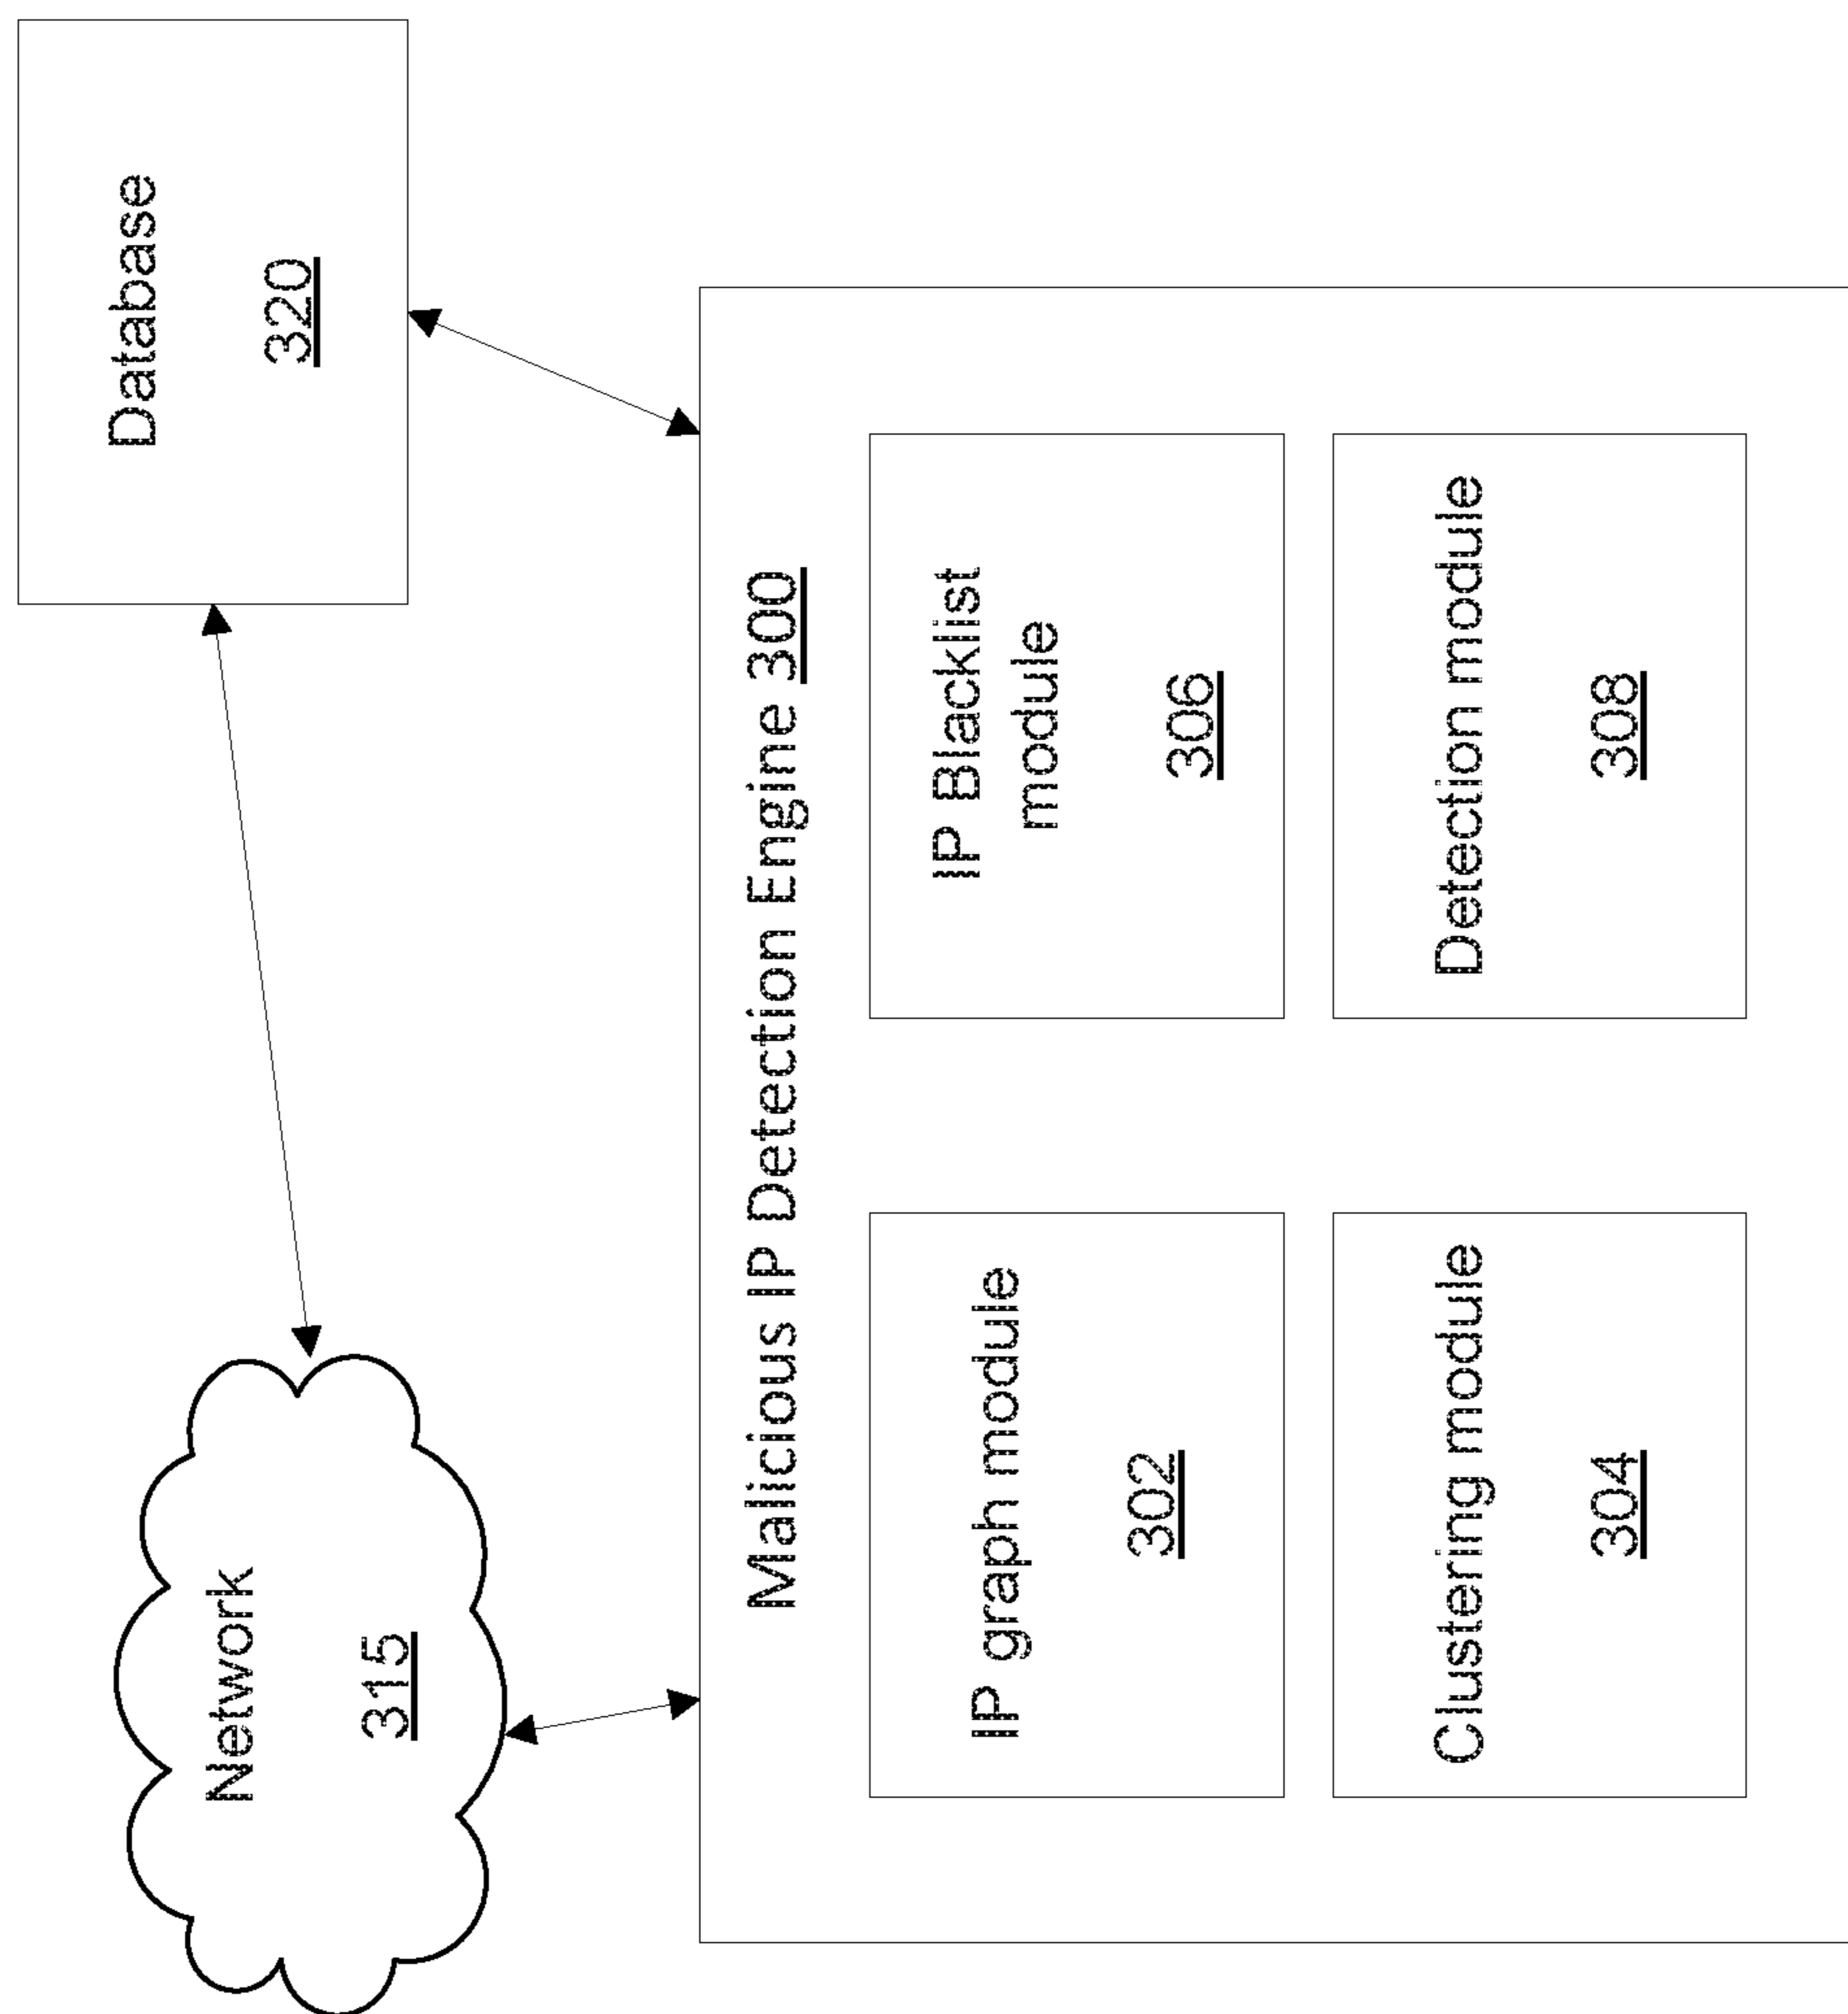 Network
315
Database
320
Malicious IP Detection Engine 300
IP graph module
302
IP Blacklist
module
306
Clustering module
304
Detection module
308